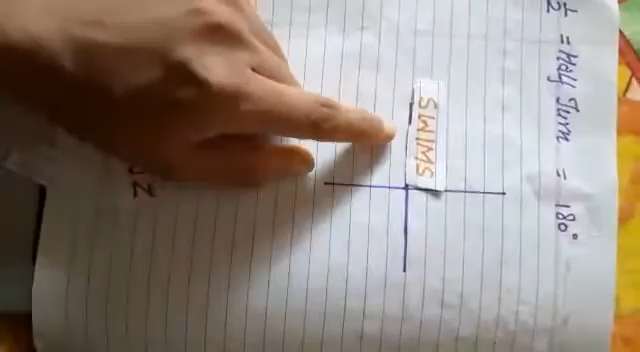 ½ = Half Turn = 180°
SWIMS